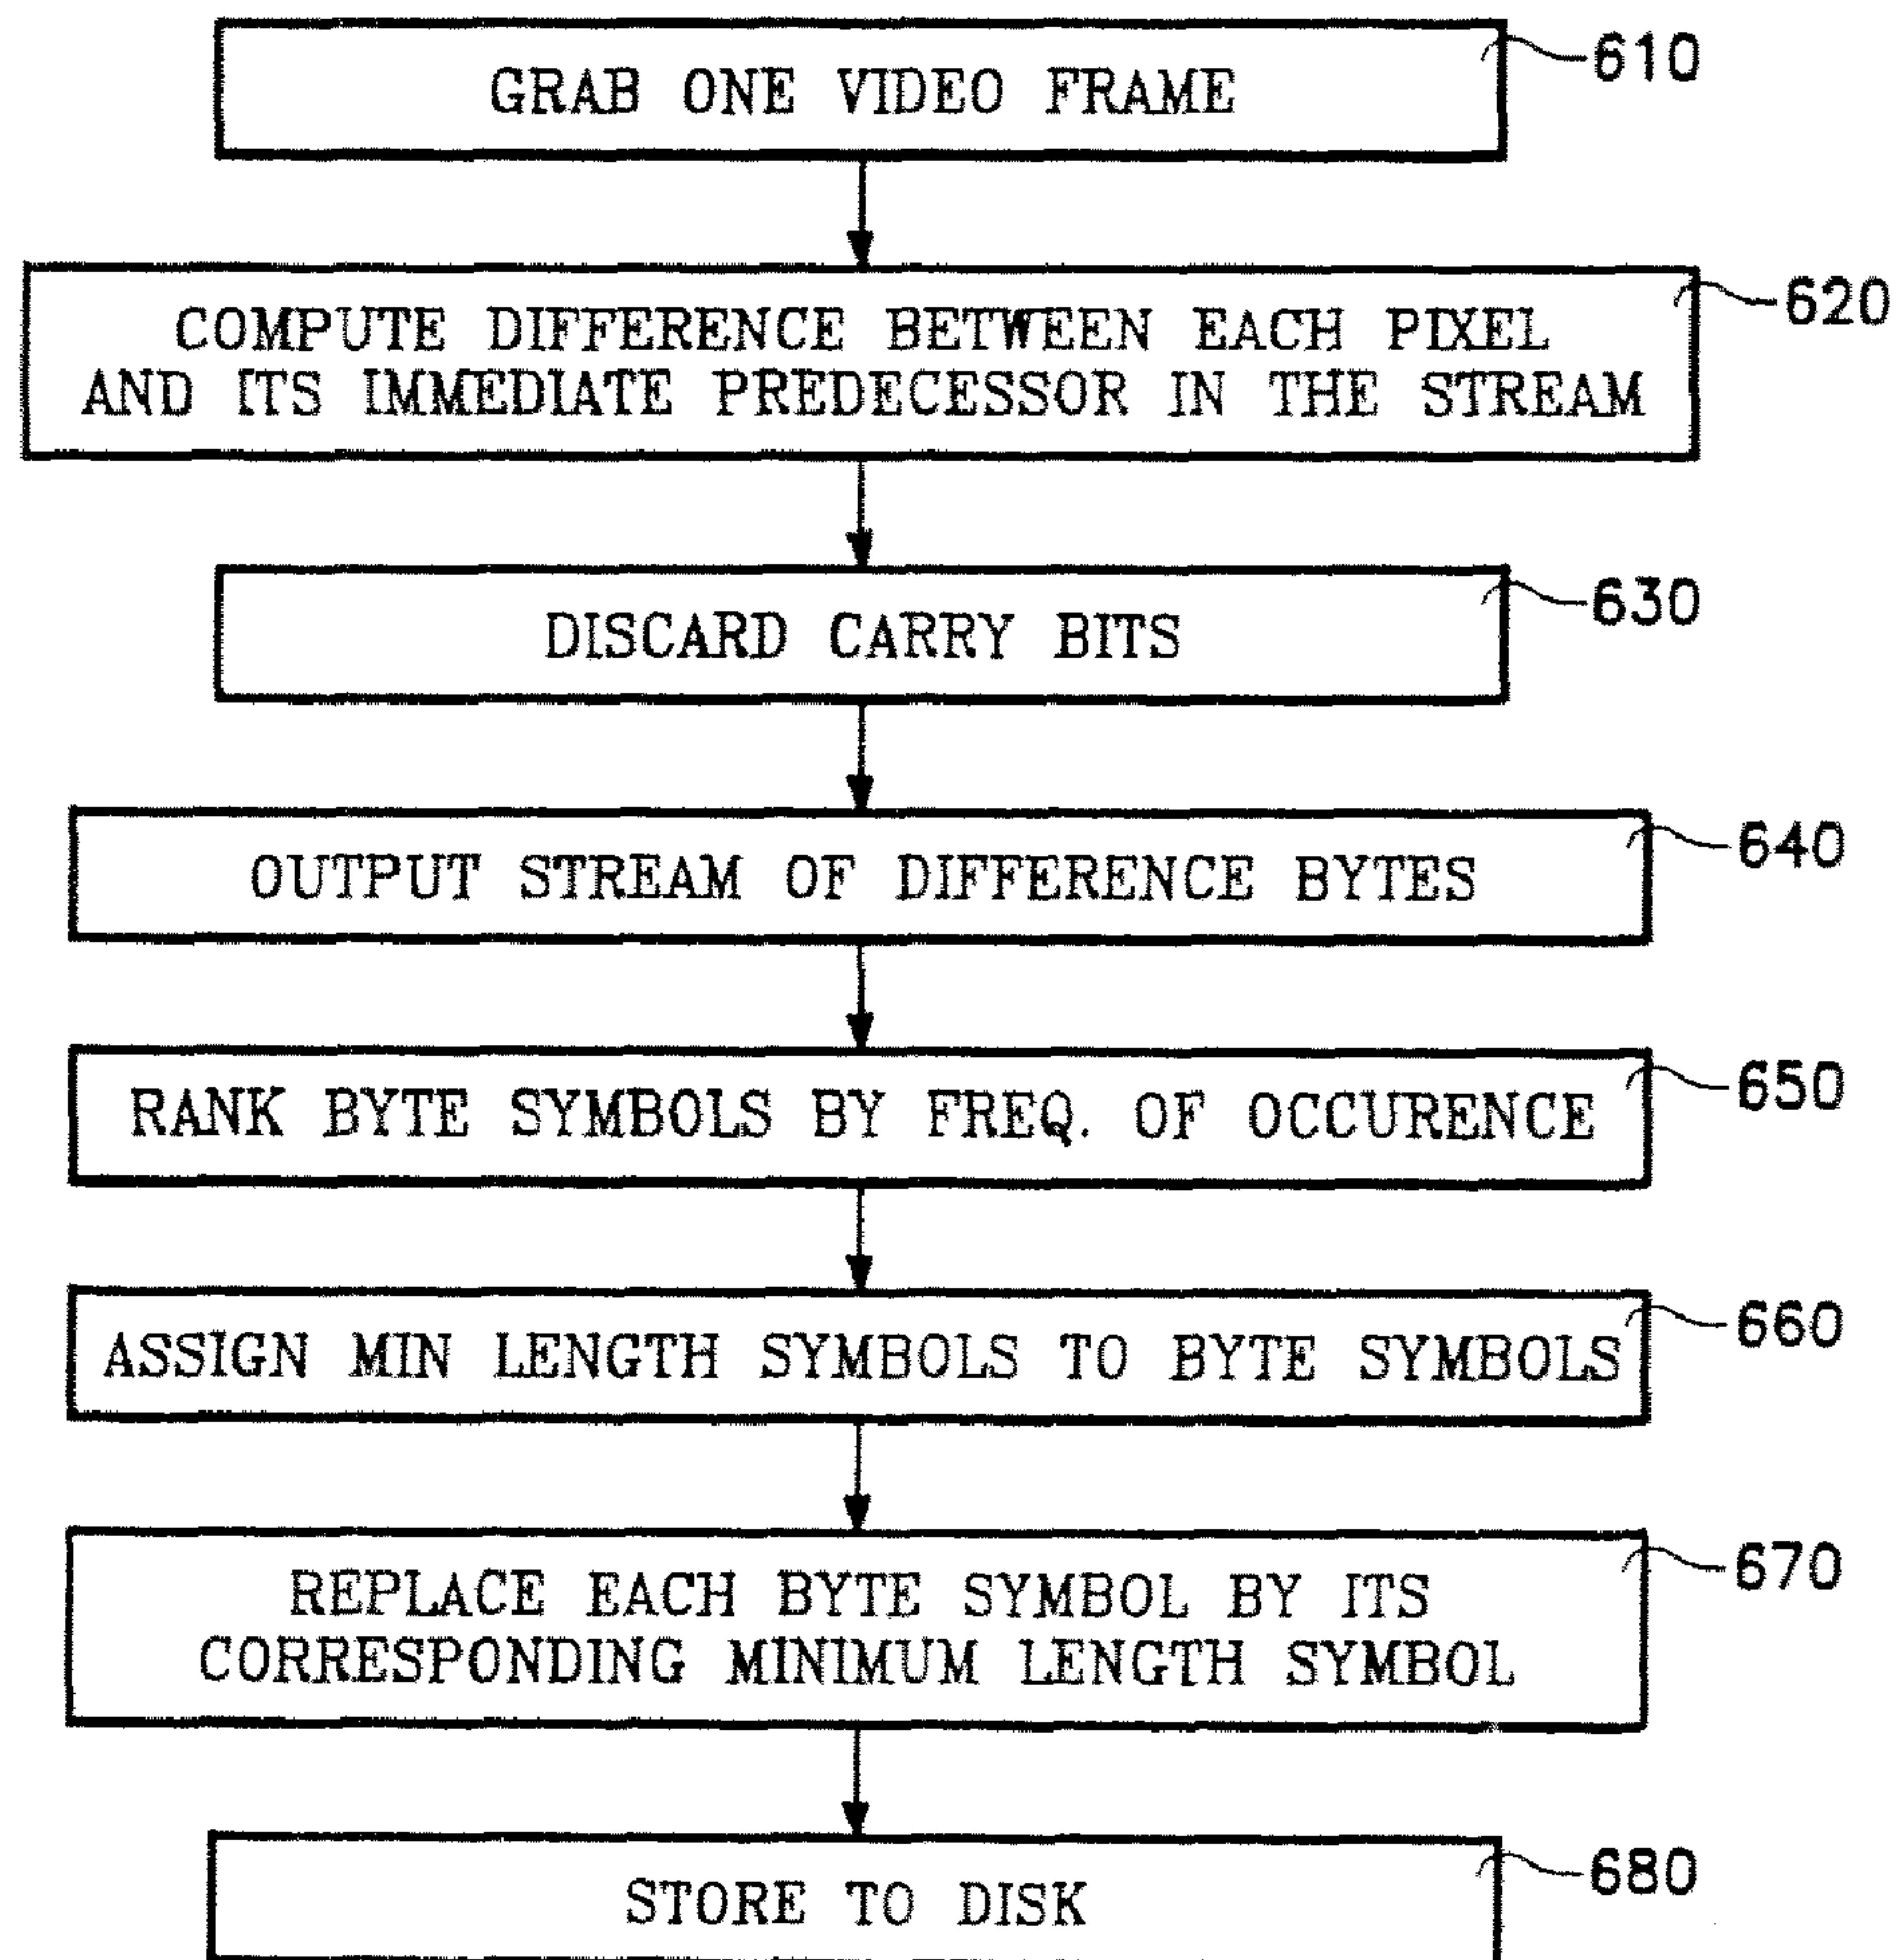 GRAB ONE VIDEO FRAME
610
COMPUTE DIFFERENCE BETWEEN EACH PIXEL
AND ITS IMMEDIATE PREDECESSOR IN THE STREAM
620
DISCARD CARRY BITS
630
OUTPUT STREAM OF DIFFERENCE BYTES
640
RANK BYTE SYMBOLS BY FREQ. OF OCCURENCE
650
ASSIGN MIN LENGTH SYMBOLS TO BYTE SYMBOLS
660
REPLACE EACH BYTE SYMBOL BY ITS
CORRESPONDING MINIMUM LENGTH SYMBOL
670
STORE TO DISK
680